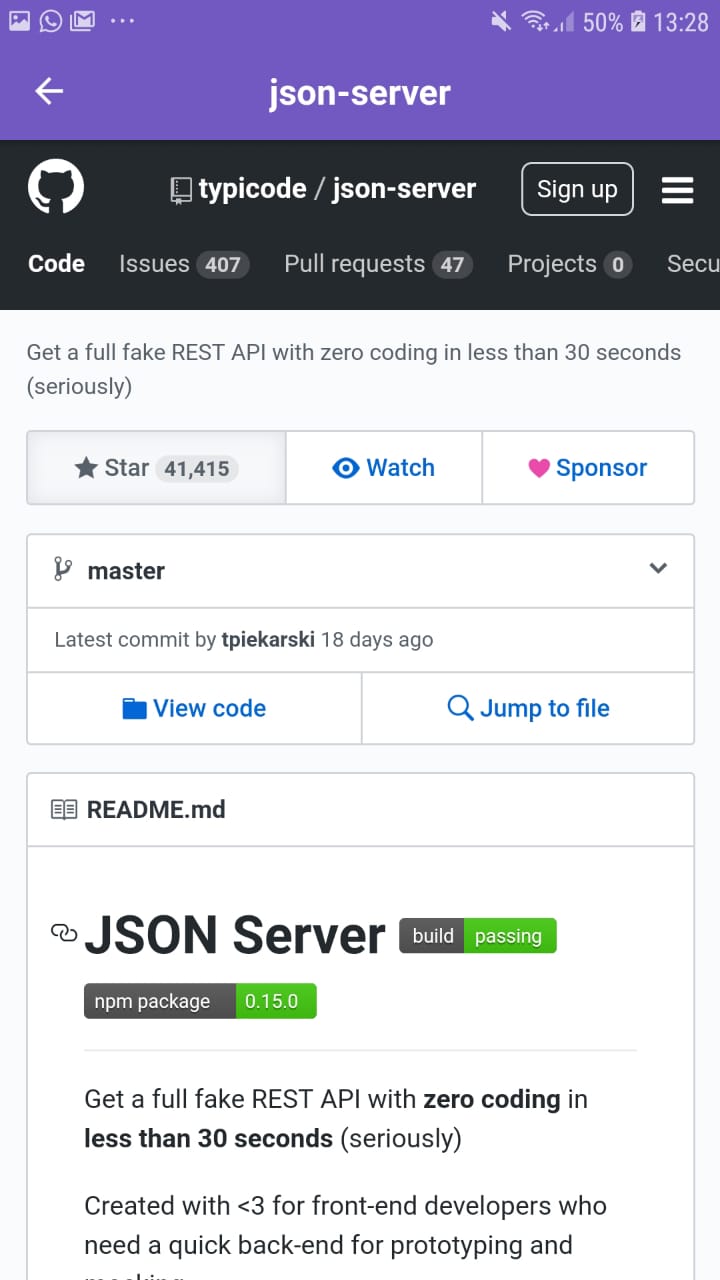 50% 13:28
json-server
typicode / json-server Sign up
Code Issues 407 Pull requests 47 Projects 0 Secu
Get a full fake REST API with zero coding in less than 30 seconds
(seriously)
Star 41,415 Watch Sponsor
master
Latest commit by tpiekarski 18 days ago
View code Jump to file
README.md
JSON Server build passing
npm package 0.15.0
Get a full fake REST API with zero coding in
less than 30 seconds (seriously)
Created with <3 for front-end developers who
need a quick back-end for prototyping and